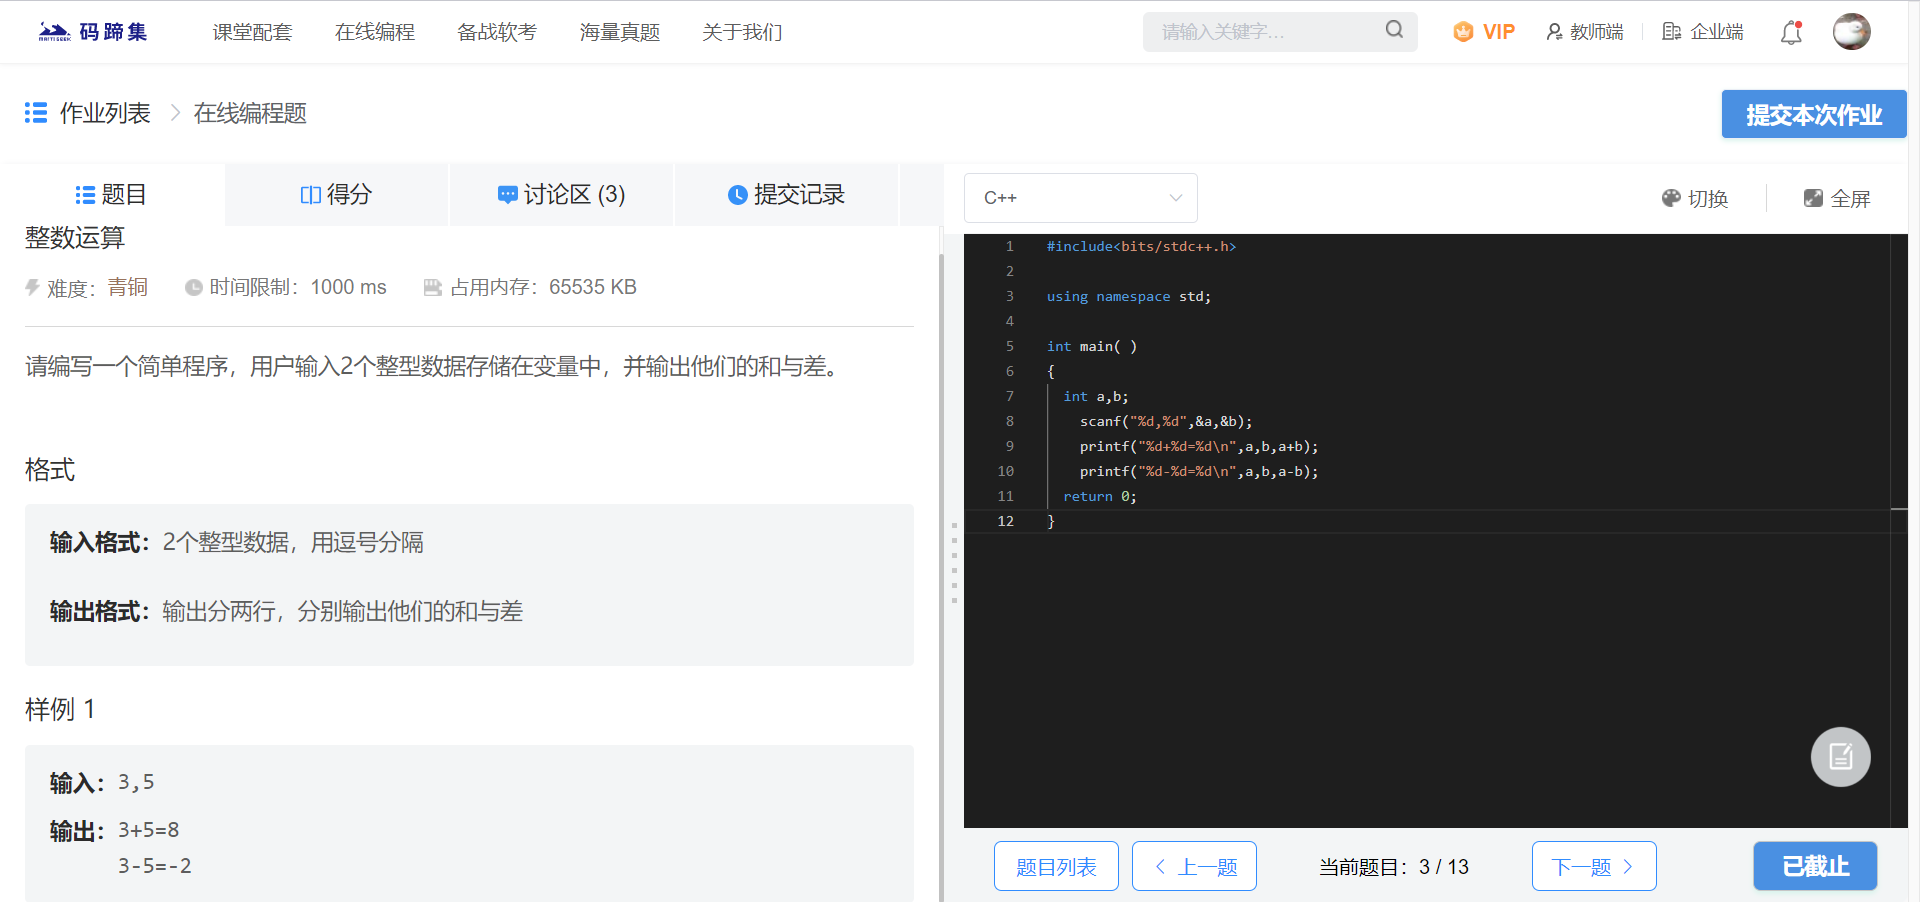 码蹄集
MAITI GEEK
课堂配套
在线编程
备战软考
海量真题
关于我们
请输入关键字...
VIP
教师端
企业端
作业列表
在线编程题
提交本次作业
题目
得分
讨论区 (3)
提交记录
整数运算
难度：青铜
时间限制：1000 ms
占用内存：65535 KB
请编写一个简单程序，用户输入2个整型数据存储在变量中，并输出他们的和与差。
格式
输入格式：2个整型数据，用逗号分隔
输出格式：输出分两行，分别输出他们的和与差
样例 1
输入：3,5
输出：3+5=8
3-5=-2
C++
切换
全屏
1 #include<bits/stdc++.h>
2
3 using namespace std;
4
5 int main( )
6 {
7 int a,b;
8 scanf("%d,%d",&a,&b);
9 printf("%d+%d=%d\n",a,b,a+b);
10 printf("%d-%d=%d\n",a,b,a-b);
11 return 0;
12 }
题目列表
上一题
当前题目：3 / 13
下一题
已截止